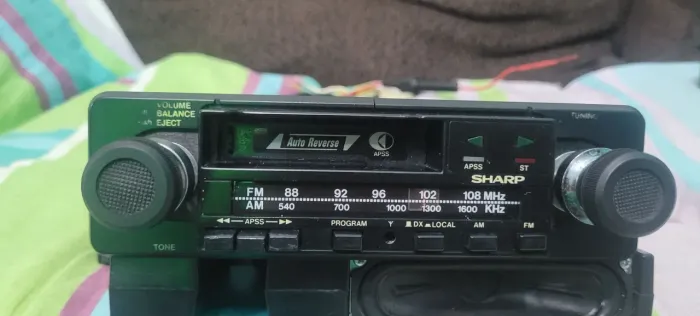 VOLUME
BALANCE
EJECT
TUNING
Auto Reverse
APSS
APSS
ST
SHARP
FM 88 92 96 102 108 MHz
AM 540 700 1000 1300 1600 KHz
APSS
PROGRAM
DX
LOCAL
AM
FM
TONE